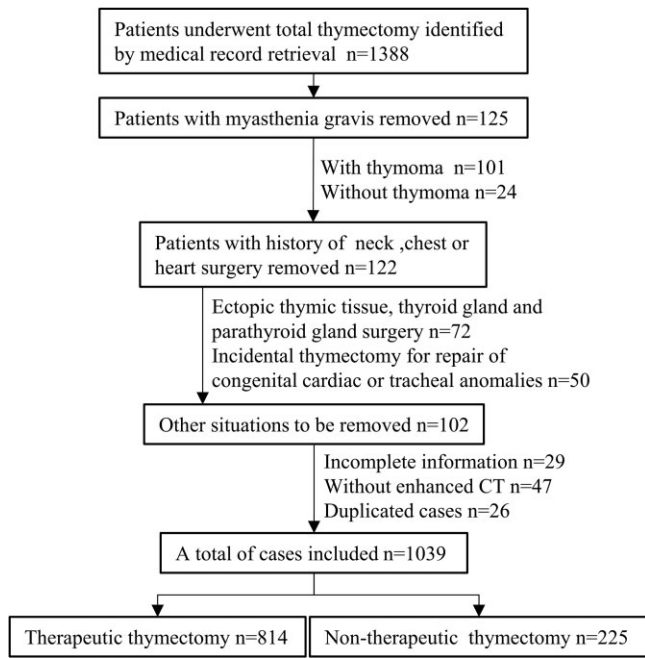 Patients underwent total thymectomy identified
by medical record retrieval n=1388
Patients with myasthenia gravis removed n=125
With thymoma n=101
Without thymoma n=24
Patients with history of neck ,chest or
heart surgery removed n=122
Ectopic thymic tissue, thyroid gland and
parathyroid gland surgery n=72
Incidental thymectomy for repair of
congenital cardiac or tracheal anomalies n=50
Other situations to be removed n=102
Incomplete information n=29
Without enhanced CT n=47
Duplicated cases n=26
A total of cases included n=1039
Therapeutic thymectomy n=814
Non-therapeutic thymectomy n=225